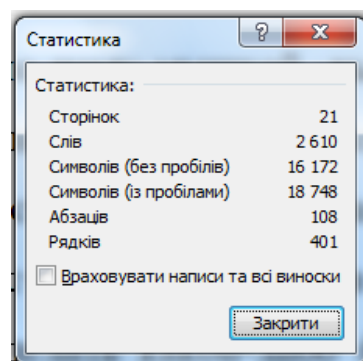 Статистика
Статистика:
Сторінок 21
Слів 2 610
Символів (без пробілів) 16 172
Символів (із пробілами) 18 748
Абзаців 108
Рядків 401
Враховувати написи та всі виноски
Закрити